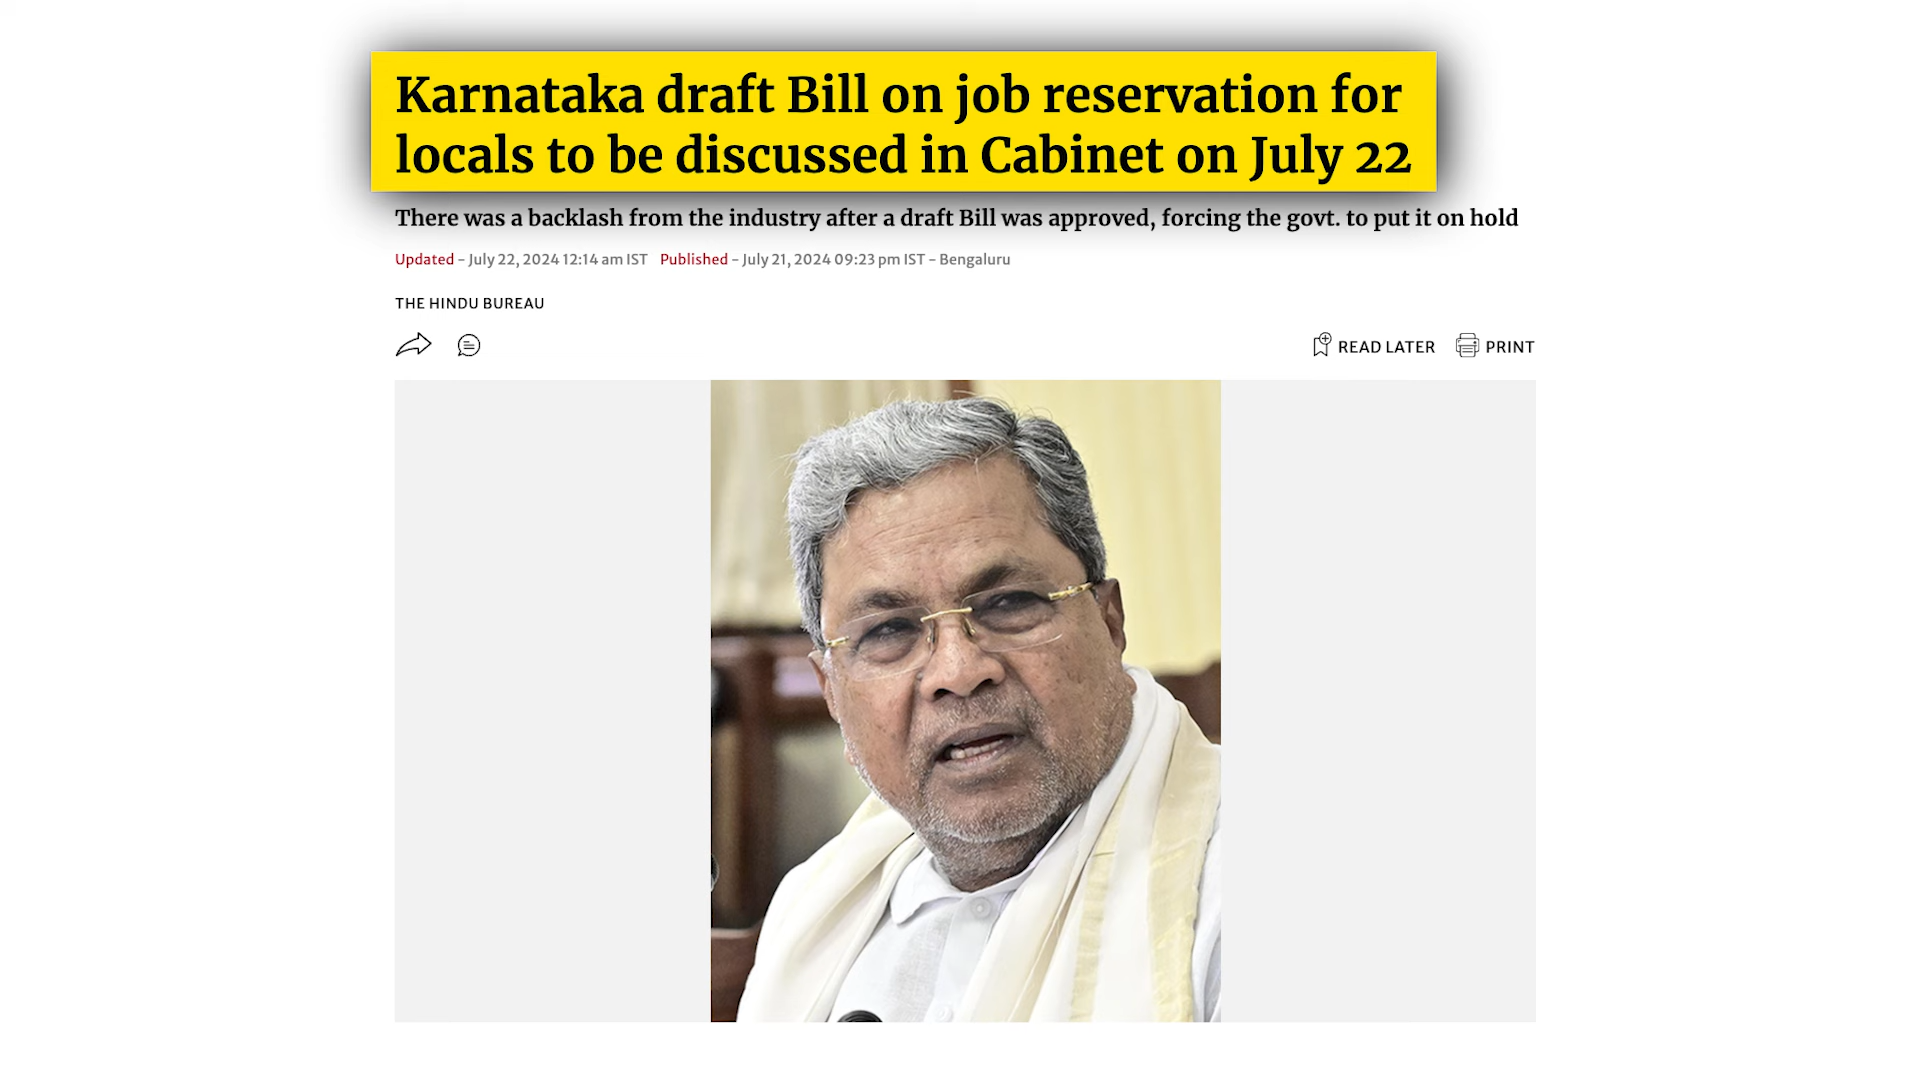 Karnataka draft Bill on job reservation for
locals to be discussed in Cabinet on July 22
There was a backlash from the industry after a draft Bill was approved, forcing the govt. to put it on hold
Updated - July 22, 2024 12:14 am IST Published - July 21, 2024 09:23 pm IST - Bengaluru
THE HINDU BUREAU
READ LATER PRINT